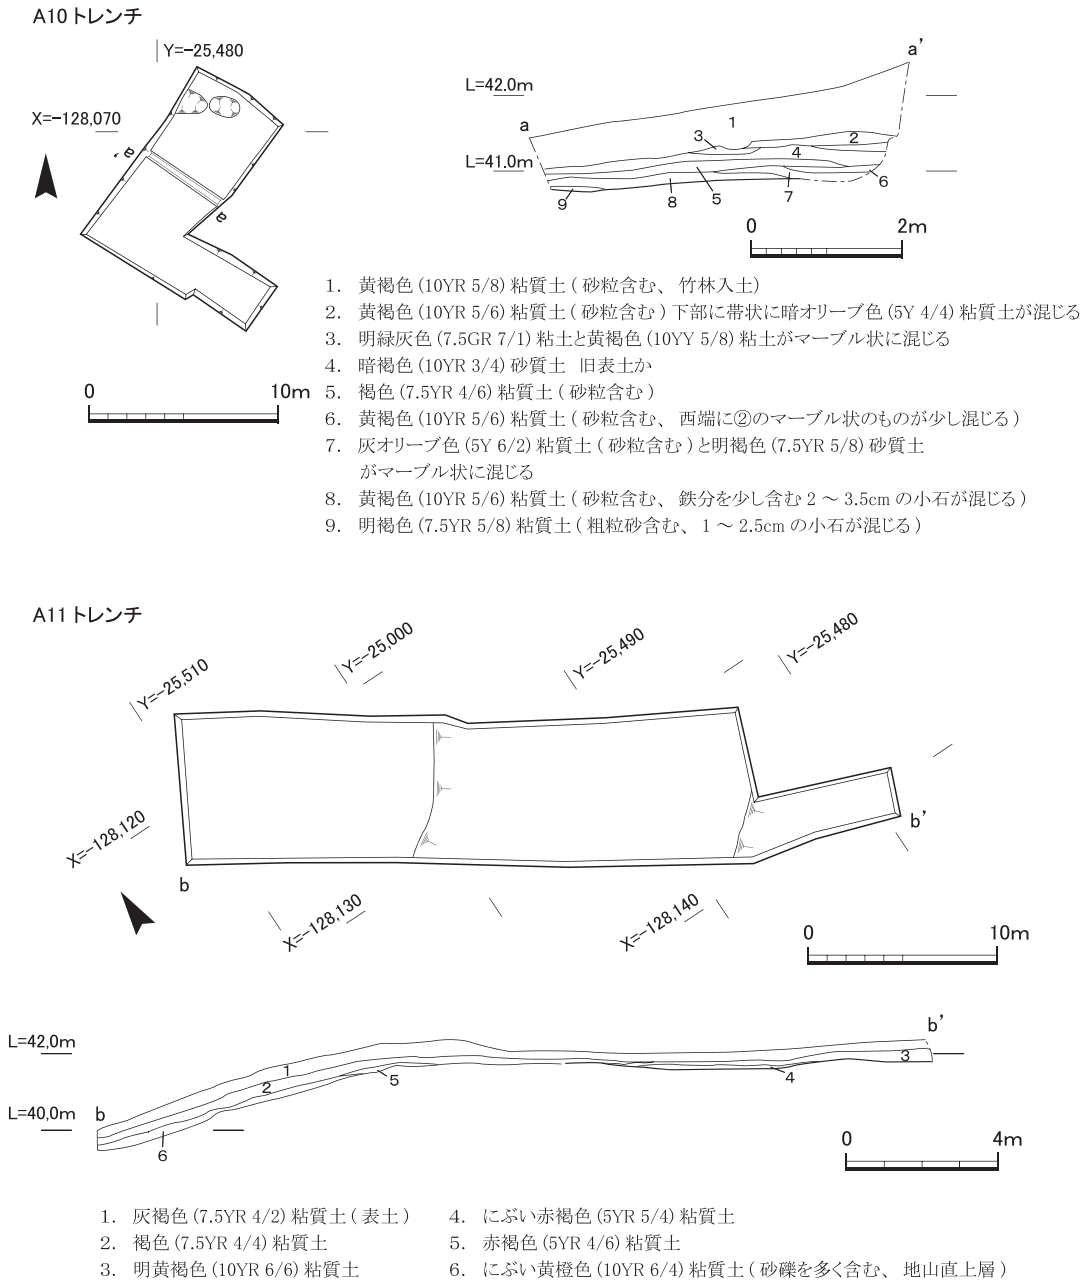 A10 トレンチ
Y=-25,480
X=-128,070
a'
a
L=42.0m
L=41.0m
a
a'
1
2
3
4
5
6
7
8
9
0 2m
0 10m
1. 黄褐色 (10YR 5/8) 粘質土 ( 砂粒含む、 竹林入土)
2. 黄褐色 (10YR 5/6) 粘質土 ( 砂粒含む ) 下部に帯状に暗オリーブ色 (5Y 4/4) 粘質土が混じる
3. 明緑灰色 (7.5GR 7/1) 粘土と黄褐色 (10YY 5/8) 粘土がマーブル状に混じる
4. 暗褐色 (10YR 3/4) 砂質土 旧表土か
5. 褐色 (7.5YR 4/6) 粘質土 ( 砂粒含む )
6. 黄褐色 (10YR 5/6) 粘質土 ( 砂粒含む、 西端に②のマーブル状のものが少し混じる )
7. 灰オリーブ色 (5Y 6/2) 粘質土 ( 砂粒含む ) と明褐色 (7.5YR 5/8) 砂質土
がマーブル状に混じる
8. 黄褐色 (10YR 5/6) 粘質土 ( 砂粒含む、 鉄分を少し含む 2 ～ 3.5cm の小石が混じる )
9. 明褐色 (7.5YR 5/8) 粘質土 ( 粗粒砂含む、 1 ～ 2.5cm の小石が混じる )
A11 トレンチ
Y=-25,510
Y=-25,000
Y=-25,490
Y=-25,480
X=-128,120
X=-128,130
X=-128,140
b
b'
0 10m
L=42,0m
L=40,0m
b
b'
1
2
3
4
5
6
0 4m
1. 灰褐色 (7.5YR 4/2) 粘質土 ( 表土 )
2. 褐色 (7.5YR 4/4) 粘質土
3. 明黄褐色 (10YR 6/6) 粘質土
4. にぶい赤褐色 (5YR 5/4) 粘質土
5. 赤褐色 (5YR 4/6) 粘質土
6. にぶい黄橙色 (10YR 6/4) 粘質土 ( 砂礫を多く含む、 地山直上層 )